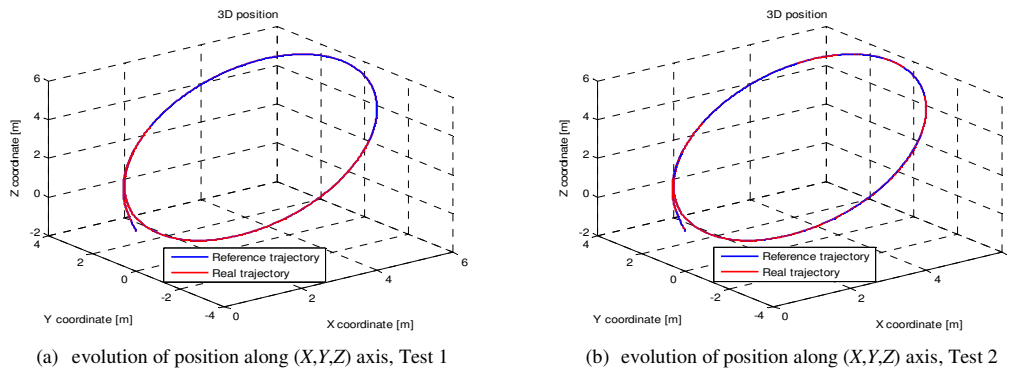 3D position
6
4
2
0
-2
Z coordinate [m]
4
2
0
-2
-4
Y coordinate [m]
0
2
4
6
X coordinate [m]
Reference trajectory
Real trajectory
(a) evolution of position along (X,Y,Z) axis, Test 1
3D position
6
4
2
0
-2
Z coordinate [m]
4
2
0
-2
-4
Y coordinate [m]
0
2
4
6
X coordinate [m]
Reference trajectory
Real trajectory
(b) evolution of position along (X,Y,Z) axis, Test 2